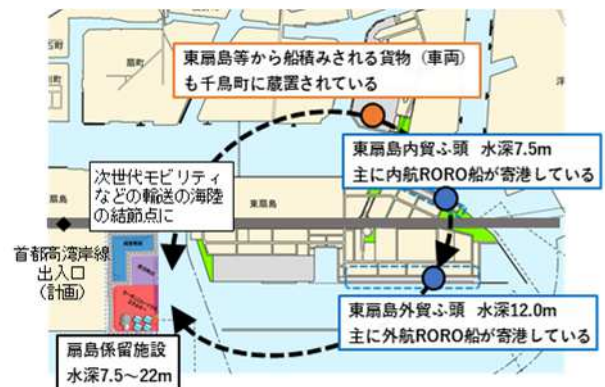 扇町
東扇島等から船積みされる貨物（車両）
も千鳥町に蔵置されている
東扇島内貿ふ頭 水深7.5m
主に内航RORO船が寄港している
次世代モビリティ
などの輸送の海陸
の結節点に
扇島
東扇島
首都高湾岸線
出入口
（計画）
東扇島外貿ふ頭 水深12.0m
主に外航RORO船が寄港している
扇島係留施設
水深7.5～22m